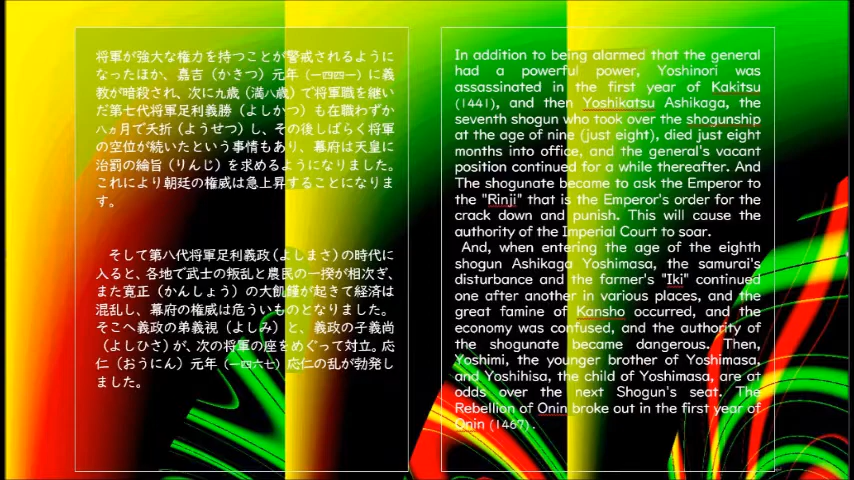 将軍が強大な権力を持つことが警戒されるように
なったほか、嘉吉（かきつ）元年（一四四一）に義
教が暗殺され、次に九歳（満八歳）で将軍職を継い
だ第七代将軍足利義勝（よしかつ）も在職わずか
八ヵ月で夭折（ようせつ）し、その後しばらく将軍
の空位が続いたという事情もあり、幕府は天皇に
治罰の綸旨（りんじ）を求めるようになりました。
これにより朝廷の権威は急上昇することになりま
す。
そして第八代将軍足利義政（よしまさ）の時代に
入ると、各地で武士の叛乱と農民の一揆が相次ぎ、
また寛正（かんしょう）の大飢饉が起きて経済は
混乱し、幕府の権威は危ういものとなりました。
そこへ義政の弟義視（よしみ）と、義政の子義尚
（よしひさ）が、次の将軍の座をめぐって対立。応
仁（おうにん）元年（一四六七）応仁の乱が勃発し
ました。
In addition to being alarmed that the general
had a powerful power, Yoshinori was
assassinated in the first year of Kakitsu
(1441), and then Yoshikatsu Ashikaga, the
seventh shogun who took over the shogunship
at the age of nine (just eight), died just eight
months into office, and the general's vacant
position continued for a while thereafter. And
The shogunate became to ask the Emperor to
the "Rinji" that is the Emperor's order for the
crack down and punish. This will cause the
authority of the Imperial Court to soar.
And, when entering the age of the eighth
shogun Ashikaga Yoshimasa, the samurai's
disturbance and the farmer's "Iki" continued
one after another in various places, and the
great famine of Kansho occurred, and the
economy was confused, and the authority of
the shogunate became dangerous. Then,
Yoshimi, the younger brother of Yoshimasa,
and Yoshihisa, the child of Yoshimasa, are at
odds over the next Shogun's seat. The
Rebellion of Onin broke out in the first year of
Onin (1467).